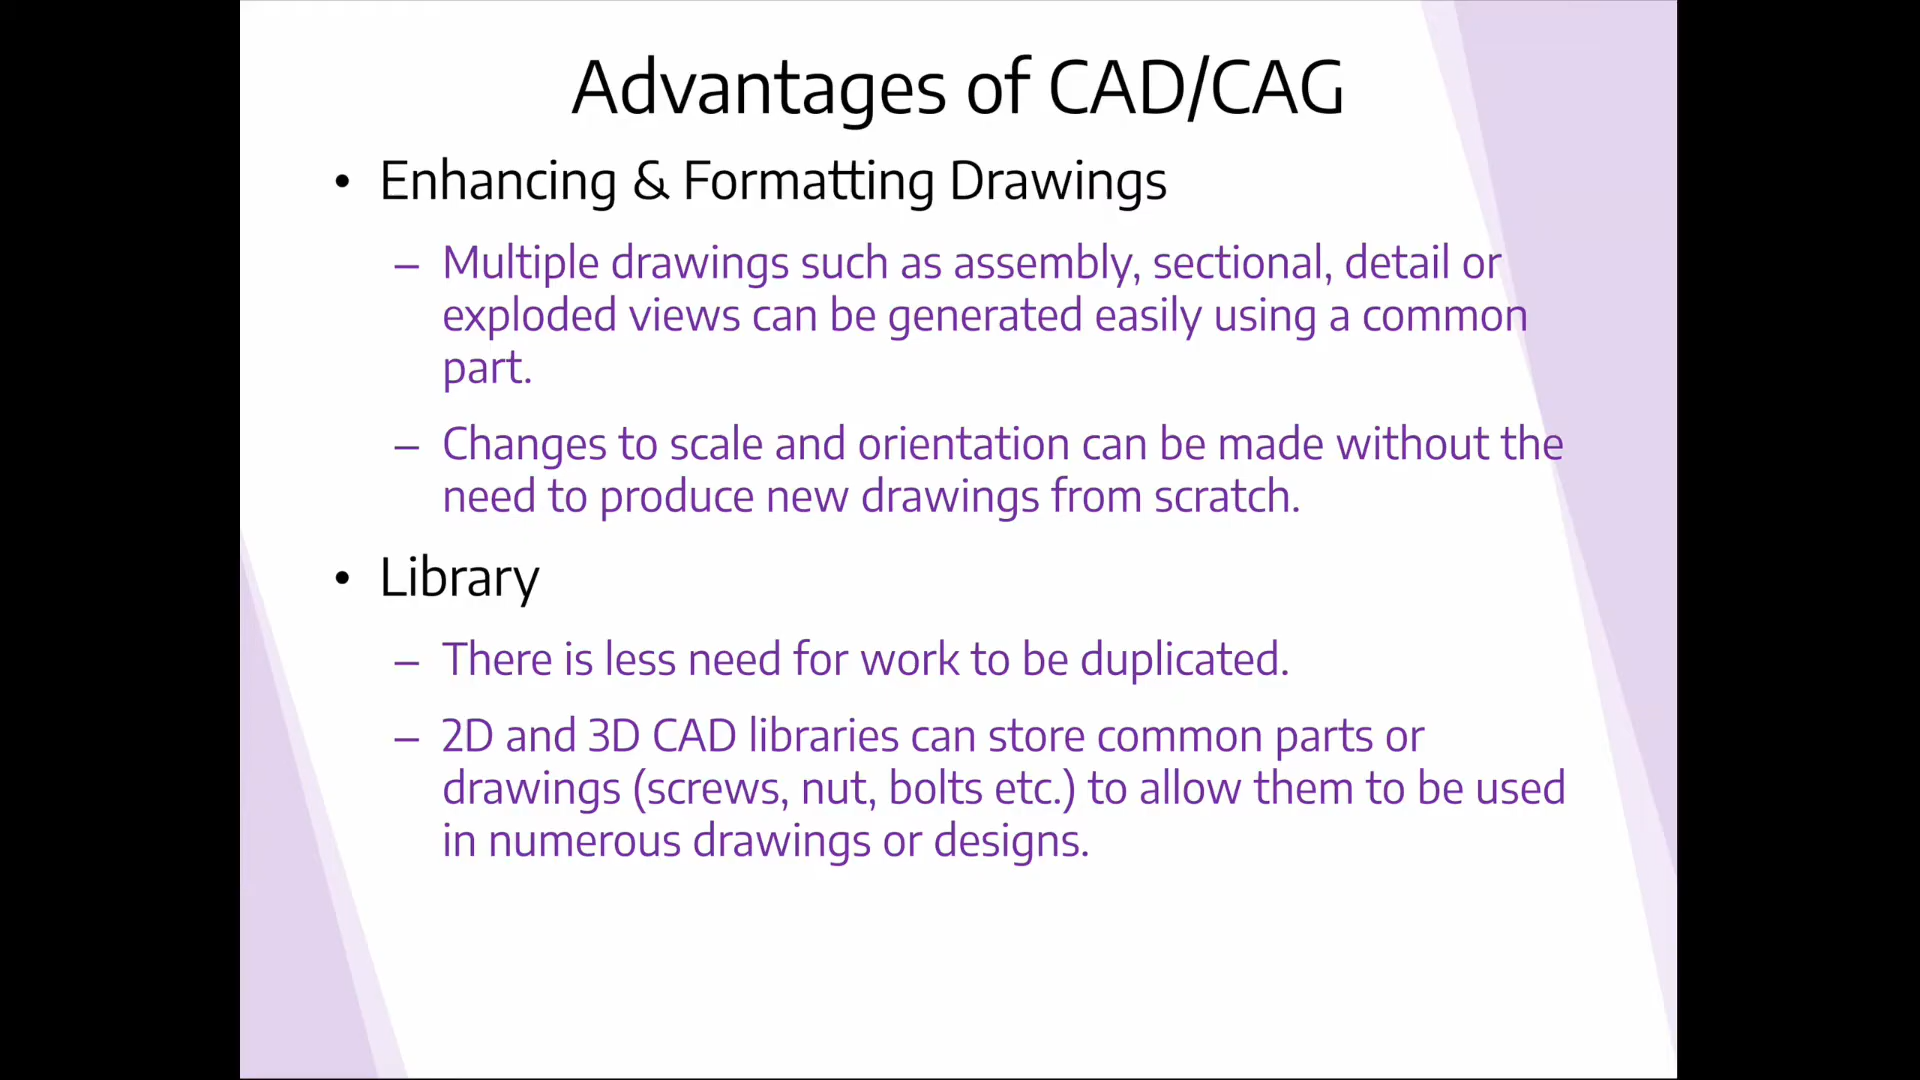 Advantages of CAD/CAG
• Enhancing & Formatting Drawings
– Multiple drawings such as assembly, sectional, detail or
exploded views can be generated easily using a common
part.
– Changes to scale and orientation can be made without the
need to produce new drawings from scratch.
• Library
– There is less need for work to be duplicated.
– 2D and 3D CAD libraries can store common parts or
drawings (screws, nut, bolts etc.) to allow them to be used
in numerous drawings or designs.